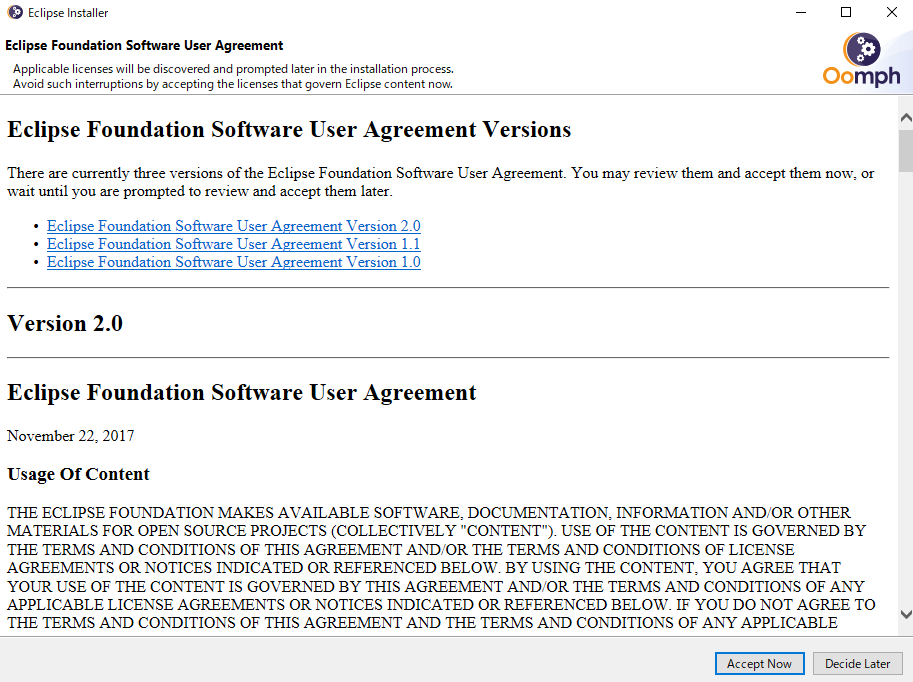 Eclipse Installer
Eclipse Foundation Software User Agreement
Applicable licenses will be discovered and prompted later in the installation process.
Avoid such interruptions by accepting the licenses that govern Eclipse content now.
Oomph
Eclipse Foundation Software User Agreement Versions
There are currently three versions of the Eclipse Foundation Software User Agreement. You may review them and accept them now, or
wait until you are prompted to review and accept them later.
• Eclipse Foundation Software User Agreement Version 2.0
• Eclipse Foundation Software User Agreement Version 1.1
• Eclipse Foundation Software User Agreement Version 1.0
Version 2.0
Eclipse Foundation Software User Agreement
November 22, 2017
Usage Of Content
THE ECLIPSE FOUNDATION MAKES AVAILABLE SOFTWARE, DOCUMENTATION, INFORMATION AND/OR OTHER
MATERIALS FOR OPEN SOURCE PROJECTS (COLLECTIVELY "CONTENT"). USE OF THE CONTENT IS GOVERNED BY
THE TERMS AND CONDITIONS OF THIS AGREEMENT AND/OR THE TERMS AND CONDITIONS OF LICENSE
AGREEMENTS OR NOTICES INDICATED OR REFERENCED BELOW. BY USING THE CONTENT, YOU AGREE THAT
YOUR USE OF THE CONTENT IS GOVERNED BY THIS AGREEMENT AND/OR THE TERMS AND CONDITIONS OF ANY
APPLICABLE LICENSE AGREEMENTS OR NOTICES INDICATED OR REFERENCED BELOW. IF YOU DO NOT AGREE TO
THE TERMS AND CONDITIONS OF THIS AGREEMENT AND THE TERMS AND CONDITIONS OF ANY APPLICABLE
Accept Now
Decide Later